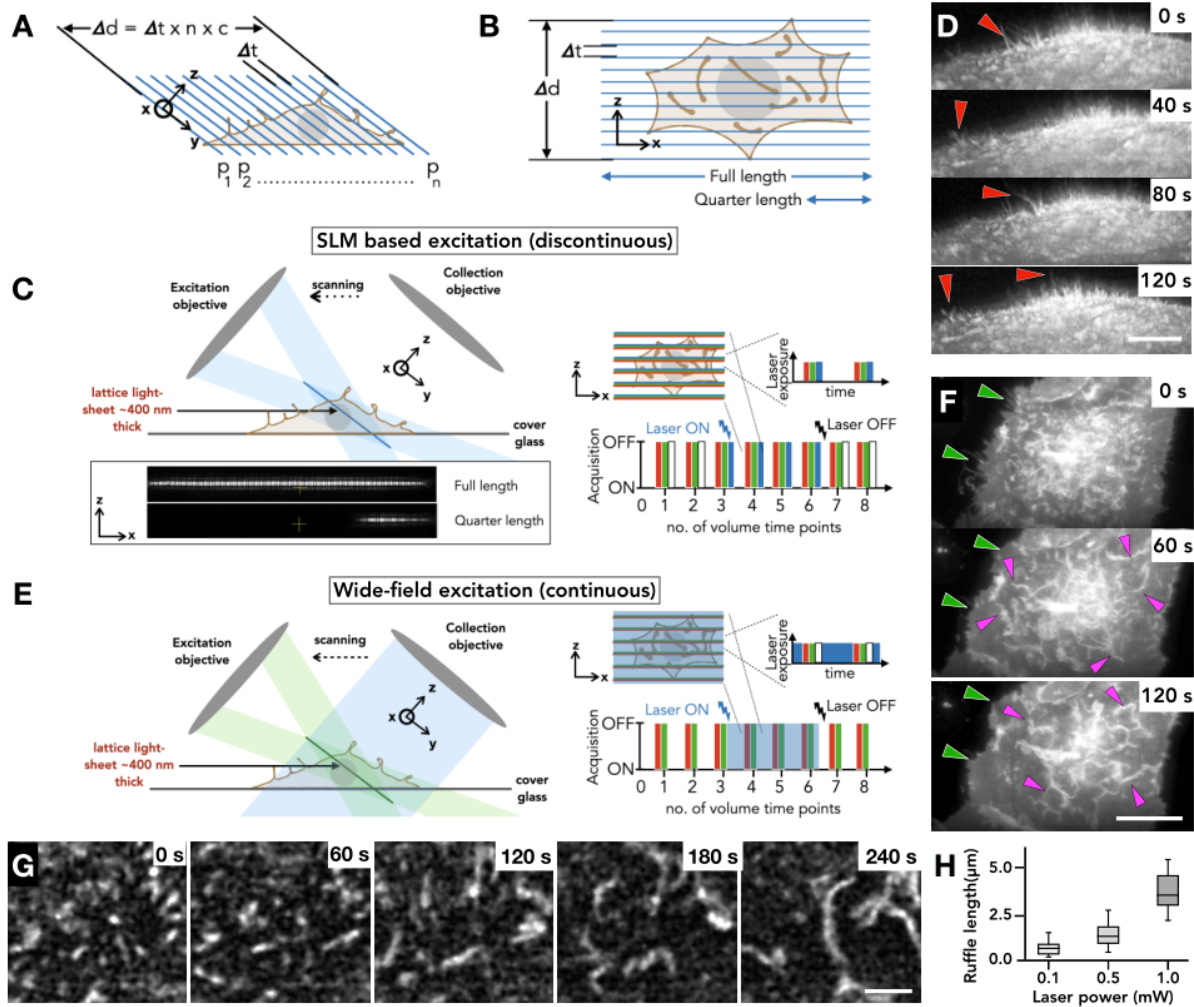 A
Δd = Δt x n x c
Δt
z
x
y
p1 p2 .................... pn
B
Δt
Δd
z
x
Full length
Quarter length
D
0 s
40 s
80 s
120 s
SLM based excitation (discontinuous)
C
Excitation
objective
scanning
Collection
objective
z
x
y
lattice light-
sheet ~400 nm
thick
cover
glass
z
x
Full length
Quarter length
z
x
Laser
exposure
time
Laser ON
Laser OFF
Acquisition
OFF
ON
0 1 2 3 4 5 6 7 8
no. of volume time points
F
0 s
60 s
120 s
Wide-field excitation (continuous)
E
Excitation
objective
scanning
Collection
objective
z
x
y
lattice light-
sheet ~400 nm
thick
cover
glass
z
x
Laser
exposure
time
Laser ON
Laser OFF
Acquisition
OFF
ON
0 1 2 3 4 5 6 7 8
no. of volume time points
G
0 s
60 s
120 s
180 s
240 s
H
Ruffle length(μm)
5.0
2.5
0.0
0.1 0.5 1.0
Laser power (mW)